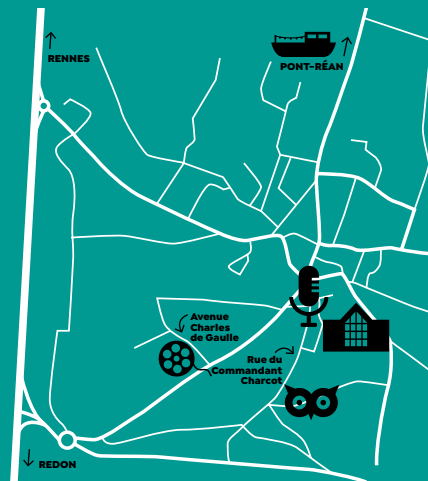 RENNES
PONT-RÉAN
Avenue
Charles
de Gaulle
Rue du
Commandant
Charcot
REDON